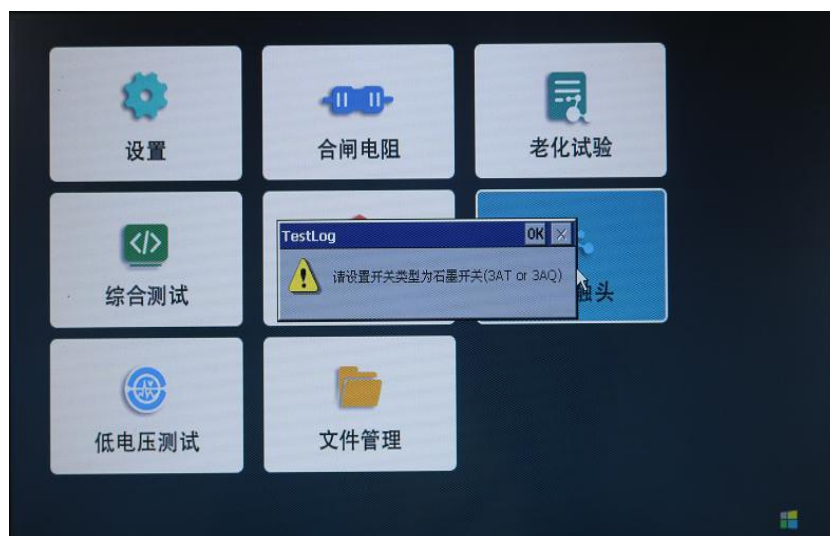 设置
合闸电阻
老化试验
综合测试
TestLog
OK
请设置开关类型为石墨开关(3AT or 3AQ)
触头
低电压测试
文件管理